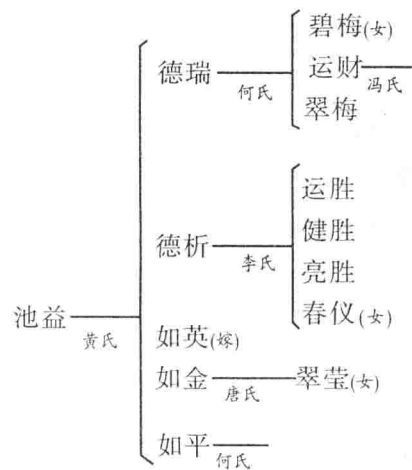 碧梅(女)
德瑞 何氏 运财 冯氏
翠梅
运胜
健胜
德析 李氏
亮胜
春仪(女)
池益 黄氏
如英(嫁)
如金 唐氏 翠莹(女)
如平 何氏